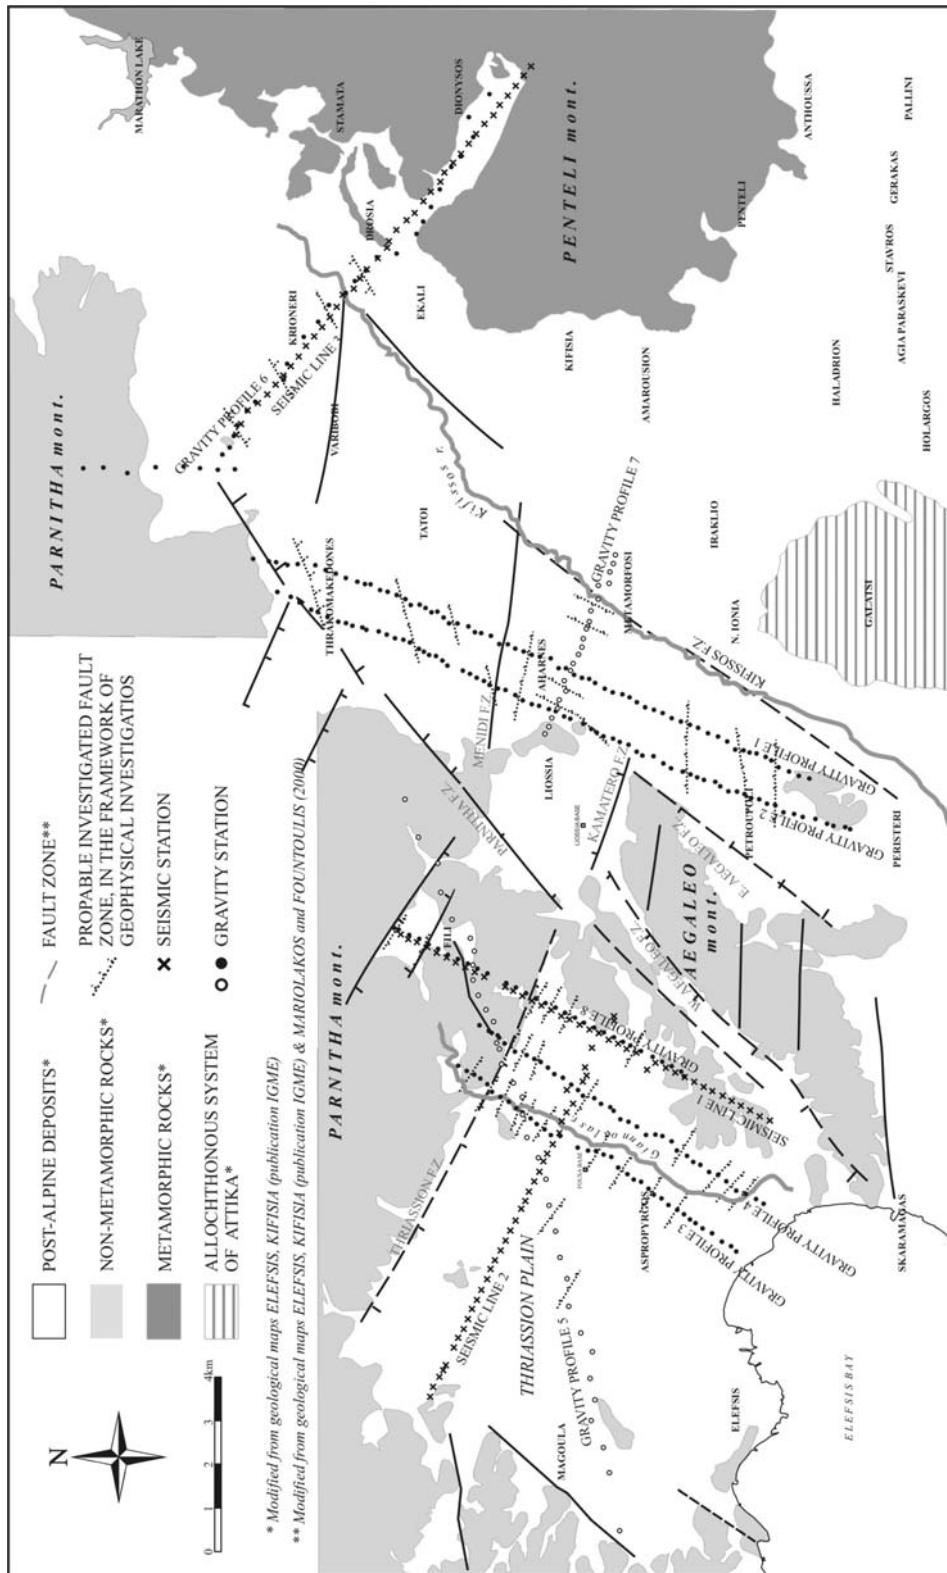 N
0 1 2 3 4km
POST-ALPINE DEPOSITS*
NON-METAMORPHIC ROCKS*
METAMORPHIC ROCKS*
ALLOCHTHONOUS SYSTEM
OF ATTIKA*
FAULT ZONE**
PROPABLE INVESTIGATED FAULT
ZONE, IN THE FRAMEWORK OF
GEOPHYSICAL INVESTIGATIOS
SEISMIC STATION
GRAVITY STATION
* Modified from geological maps ELEFSIS, KIFISIA (publication IGME)
** Modified from geological maps ELEFSIS, KIFISIA (publication IGME) & MARIOLAKOS and FOUNTOULIS (2000)
PARNITHA mont.
PARNITHA mont.
MARATHON LAKE
STAMATA
DIONYSOS
DROSIA
KRIONERI
EKALI
GRAVITY PROFILE 6
SEISMIC LINE 3
VARIBOBI
PENTELI mont.
PENTELI
ANTHOUSSA
PALLINI
GERAKAS
STAVROS
AGIA PARASKEVI
HALADRION
HOLARGOS
KIFISIA
AMAROUSION
Kifissos r.
TATOI
THRAKOMAKEDONES
GRAVITY PROFILE 7
METAMORFOSI
IRAKLIO
N. IONIA
GALATSI
KIFISSOS F.Z.
MENIDI F.Z.
AHARNES
LIOSSIA
PARNITHA F.Z.
KAMATERO F.Z.
GRAVITY PROFILE 1
GRAVITY PROFILE 2
PETROUPOLI
PERISTERI
E. AEGALEO F.Z.
AEGALEO
mont.
W. AEGALEO F.Z.
FILI
THRIASSION F.Z.
GRAVITY PROFILE 8
SEISMIC LINE 1
SEISMIC LINE 2
THRIASSION PLAIN
ASPROPYRGOS
GRAVITY PROFILE 3
GRAVITY PROFILE 4
GRAVITY PROFILE 5
MAGOULA
ELEFSIS
ELEFSIS BAY
SKARAMAGAS